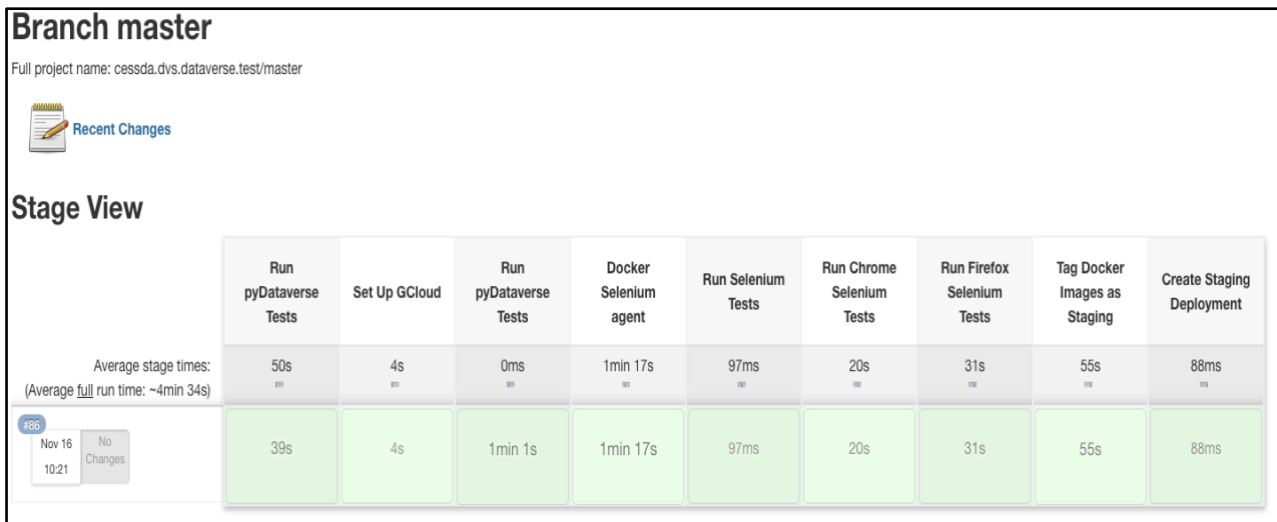 Branch master
Full project name: cessda.dvs.dataverse.test/master
Recent Changes
Stage View
Run
pyDataverse
Tests
Set Up GCloud
Run
pyDataverse
Tests
Docker
Selenium
agent
Run Selenium
Tests
Run Chrome
Selenium
Tests
Run Firefox
Selenium
Tests
Tag Docker
Images as
Staging
Create Staging
Deployment
Average stage times:
(Average full run time: ~4min 34s)
50s
4s
0ms
1min 17s
97ms
20s
31s
55s
88ms
#86
Nov 16
10:21
No
Changes
39s
4s
1min 1s
1min 17s
97ms
20s
31s
55s
88ms